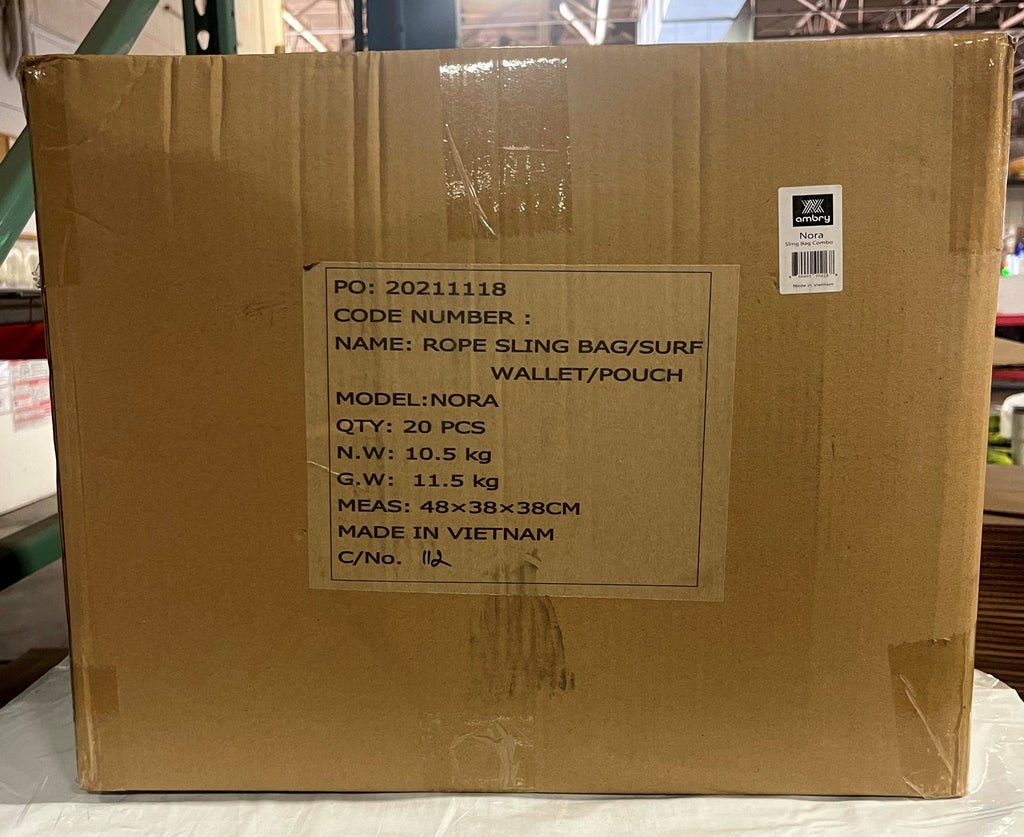 ambry
Nora
Sling Bag Combo
Made in Vietnam
PO: 20211118
CODE NUMBER :
NAME: ROPE SLING BAG/SURF
WALLET/POUCH
MODEL:NORA
QTY: 20 PCS
N.W: 10.5 kg
G.W: 11.5 kg
MEAS: 48×38×38CM
MADE IN VIETNAM
C/No. 112